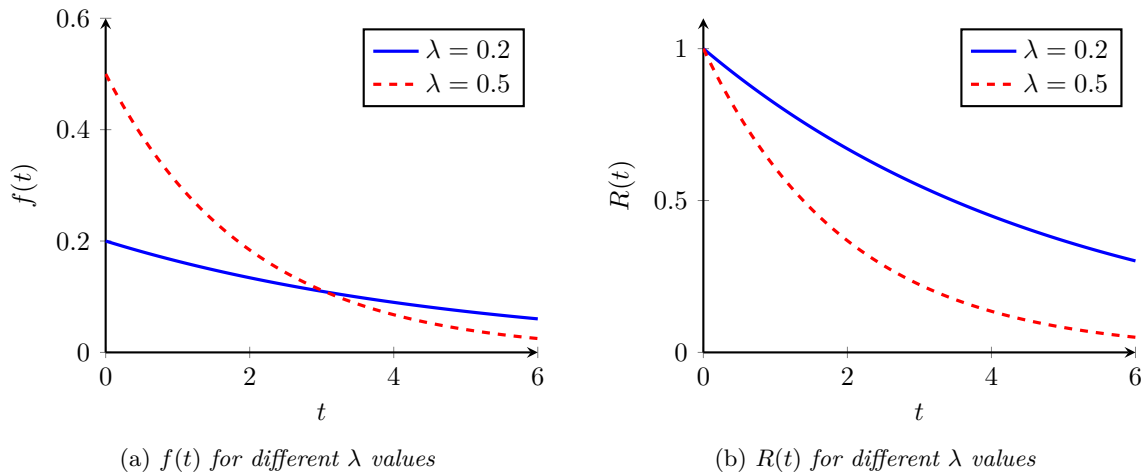 0.6
0.4
0.2
0
f(t)
0 2 4 6
t
λ = 0.2
λ = 0.5
(a) f(t) for different λ values
1
0.5
0
R(t)
0 2 4 6
t
λ = 0.2
λ = 0.5
(b) R(t) for different λ values